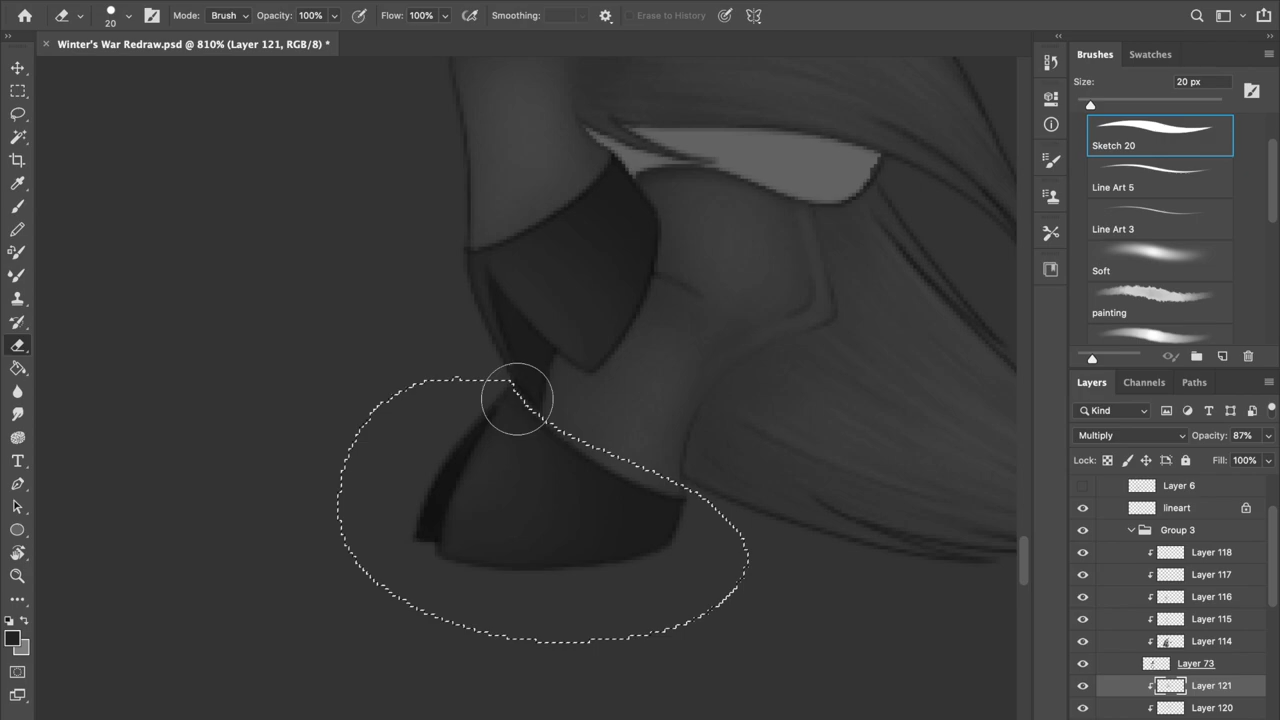 20
Mode: Brush
Opacity: 100%
Flow: 100%
Smoothing:
Erase to History
× Winter's War Redraw.psd @ 810% (Layer 121, RGB/8) *
Brushes Swatches
Size: 20 px
Sketch 20
Line Art 5
Line Art 3
Soft
painting
Layers Channels Paths
Kind
Multiply Opacity: 87%
Lock: Fill: 100%
Layer 6
lineart
Group 3
Layer 118
Layer 117
Layer 116
Layer 115
Layer 114
Layer 73
Layer 121
Layer 120